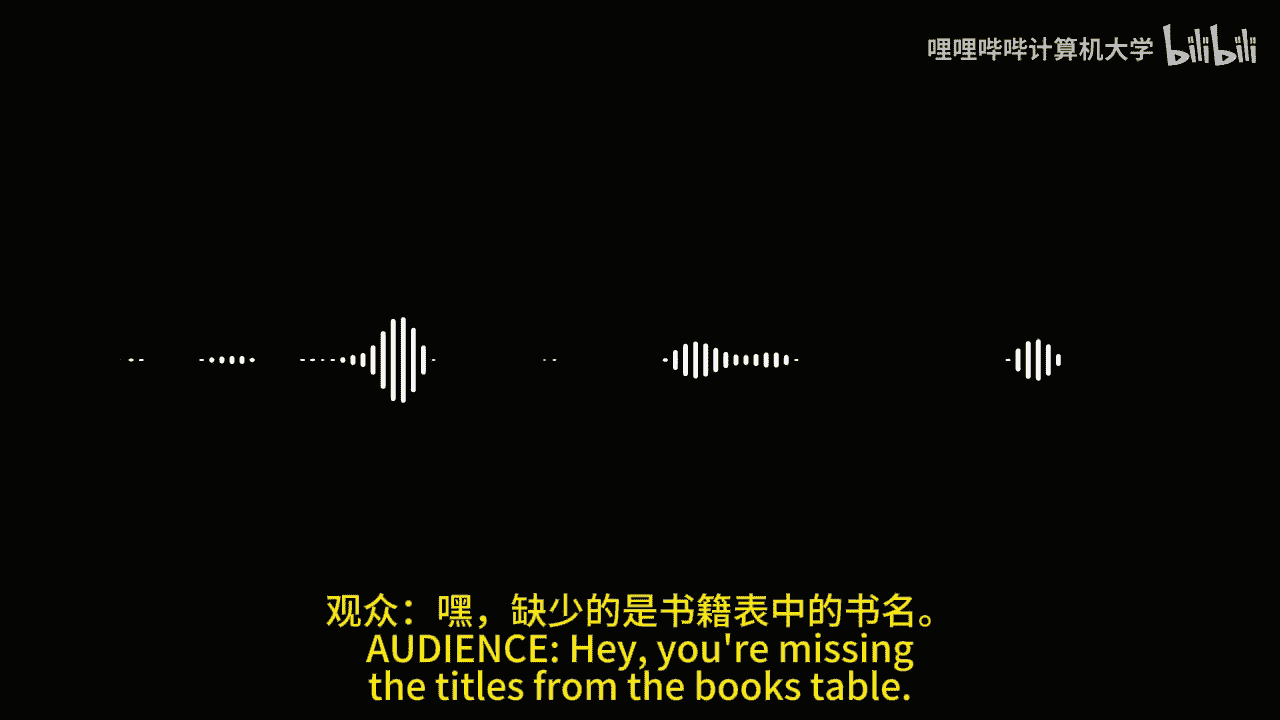 哩哩哔哔计算机大学 bilibili
观众：嘿，缺少的是书籍表中的书名。
AUDIENCE: Hey, you're missing
the titles from the books table.